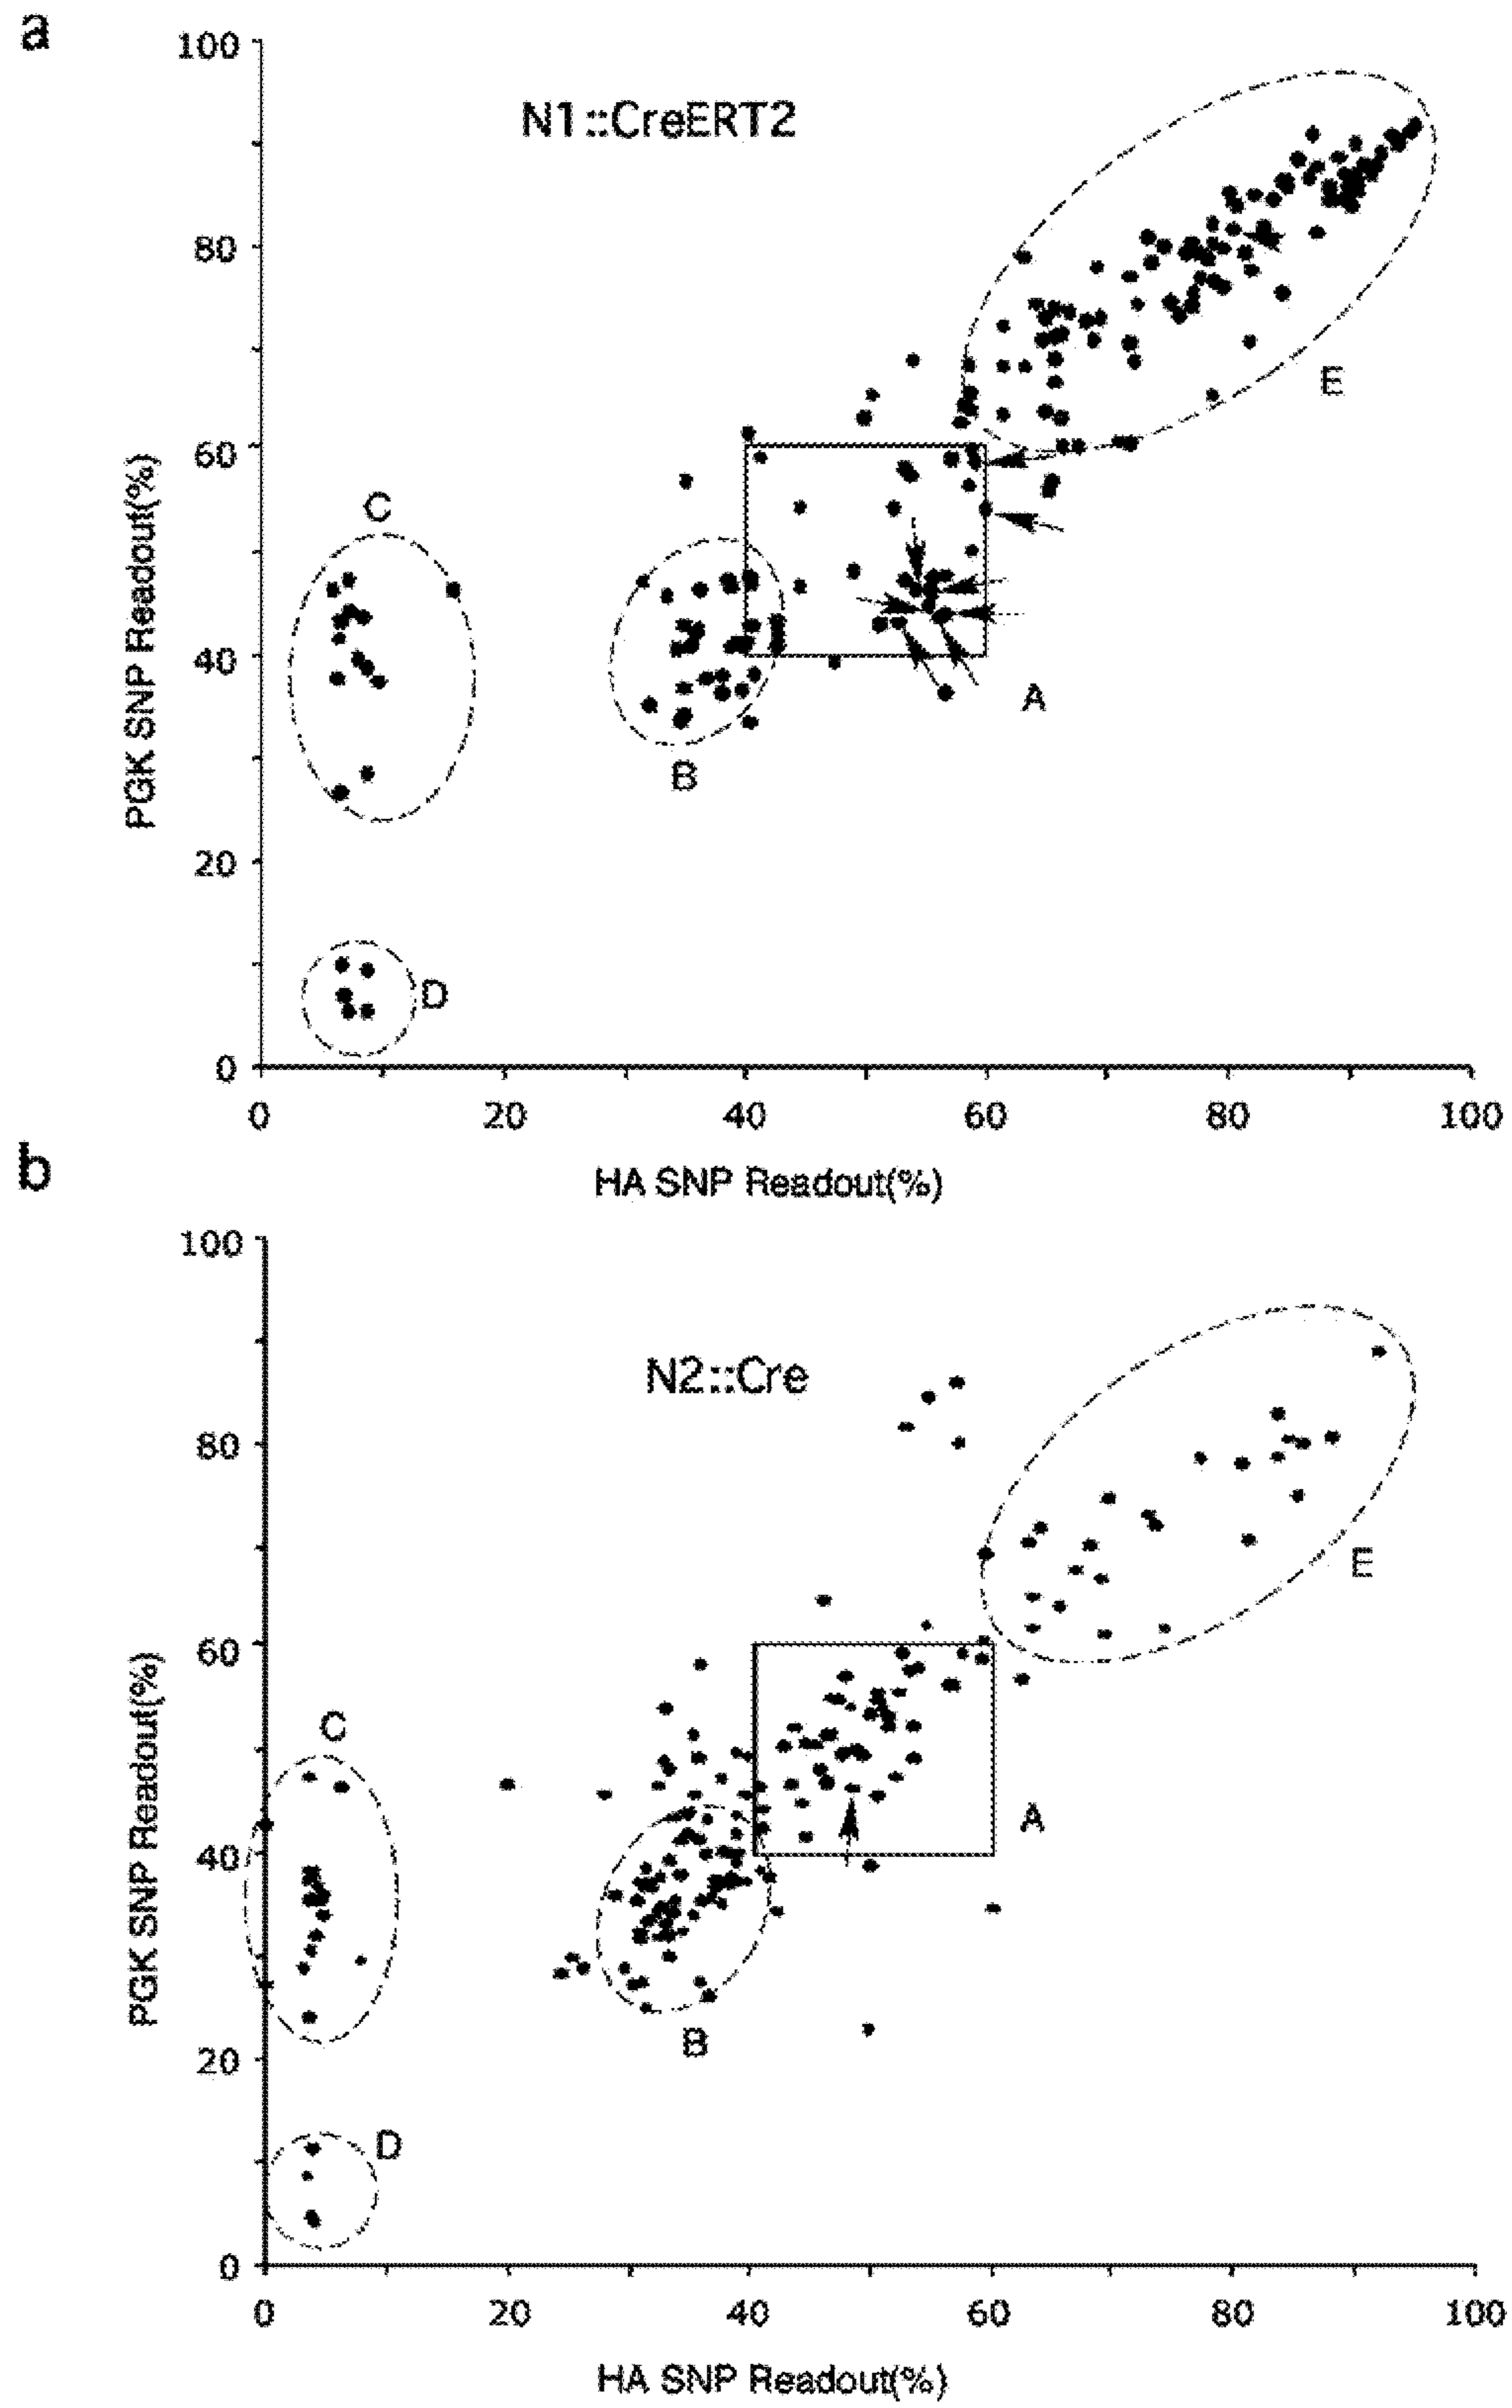 a
100
N1::CreERT2
80
E
60
C
PGK SNP Readout(%)
40
A
B
20
D
0
0 20 40 60 80 100
HA SNP Readout(%)
b
100
N2::Cre
80
E
60
C
A
PGK SNP Readout(%)
40
B
20
D
0
0 20 40 60 80 100
HA SNP Readout(%)